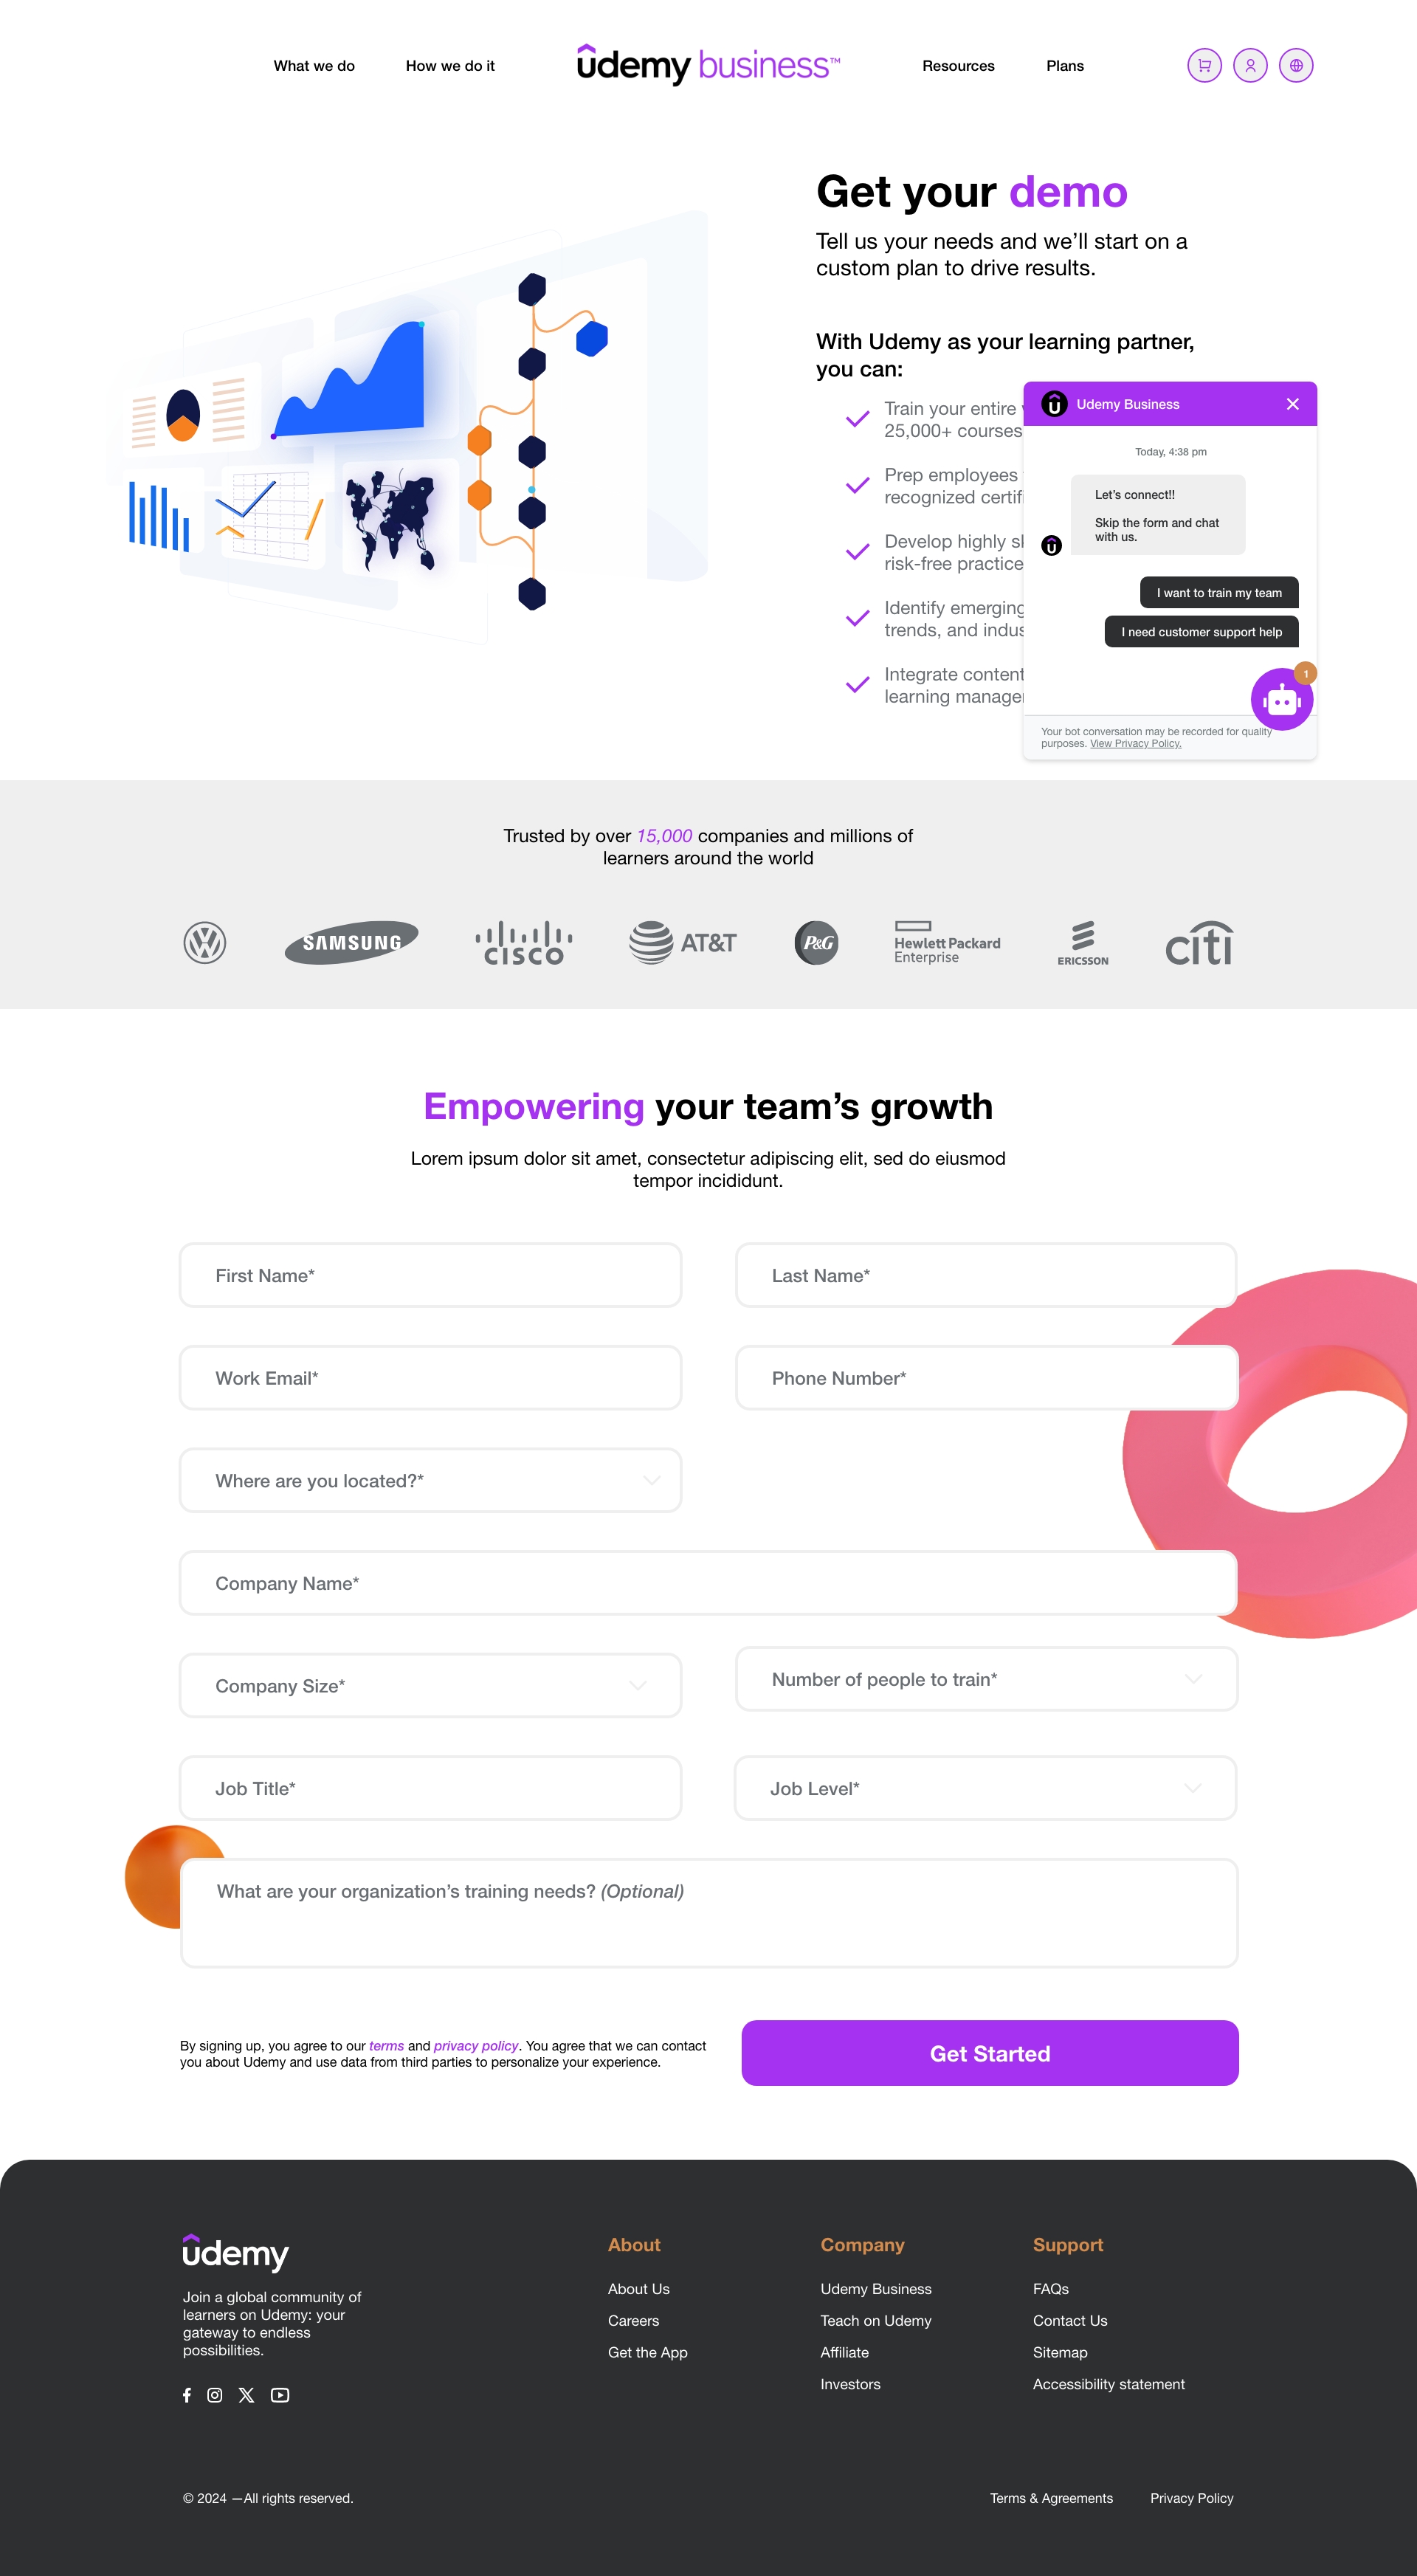 What we do
How we do it
ûdemy business™
Resources
Plans
Get your demo
Tell us your needs and we’ll start on a
custom plan to drive results.
With Udemy as your learning partner,
you can:
Train your entire
25,000+ courses
Prep employees
recognized
Develop highly
risk-free practice
Identify emerging
trends, and
Integrate content
learning
Udemy Business
Today, 4:38 pm
Let’s connect!!
Skip the form and chat
with us.
I want to train my team
I need customer support help
1
Your bot conversation may be recorded for quality
purposes. View Privacy Policy.
Trusted by over 15,000 companies and millions of
learners around the world
SAMSUNG
CISCO
AT&T
P&G
Hewlett Packard
Enterprise
ERICSSON
citi
Empowering your team’s growth
Lorem ipsum dolor sit amet, consectetur adipiscing elit, sed do eiusmod
tempor incididunt.
First Name*
Last Name*
Work Email*
Phone Number*
Where are you located?*
Company Name*
Company Size*
Number of people to train*
Job Title*
Job Level*
What are your organization’s training needs? (Optional)
By signing up, you agree to our terms and privacy policy. You agree that we can contact
you about Udemy and use data from third parties to personalize your experience.
Get Started
ûdemy
Join a global community of
learners on Udemy: your
gateway to endless
possibilities.
About
About Us
Careers
Get the App
Company
Udemy Business
Teach on Udemy
Affiliate
Investors
Support
FAQs
Contact Us
Sitemap
Accessibility statement
© 2024 —All rights reserved.
Terms & Agreements
Privacy Policy